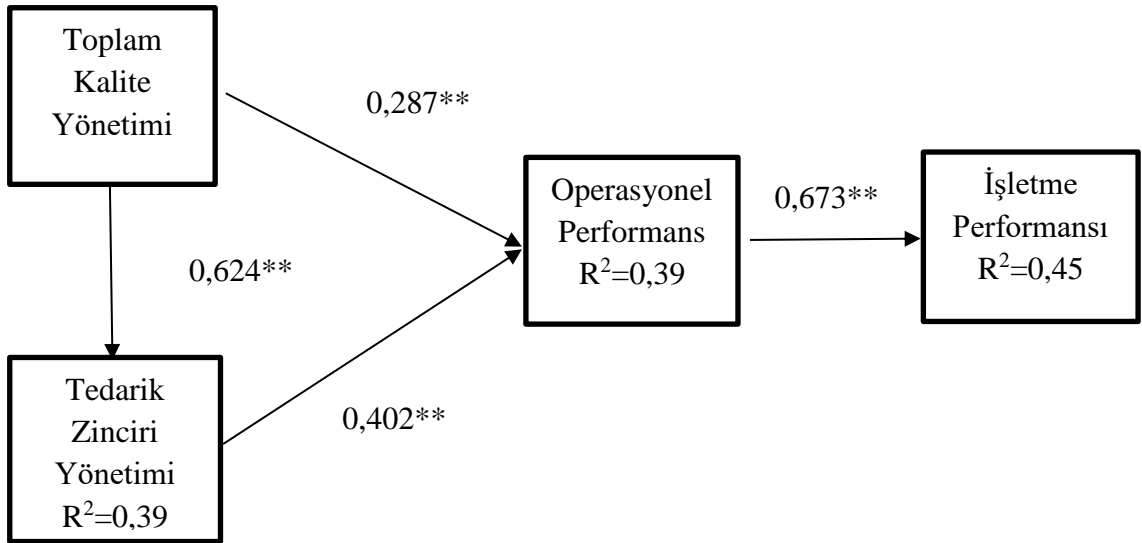 Toplam
Kalite
Yönetimi
0,287**
Operasyonel
Performans
R²=0,39
0,673**
İşletme
Performansı
R²=0,45
0,624**
Tedarik
Zinciri
Yönetimi
R²=0,39
0,402**